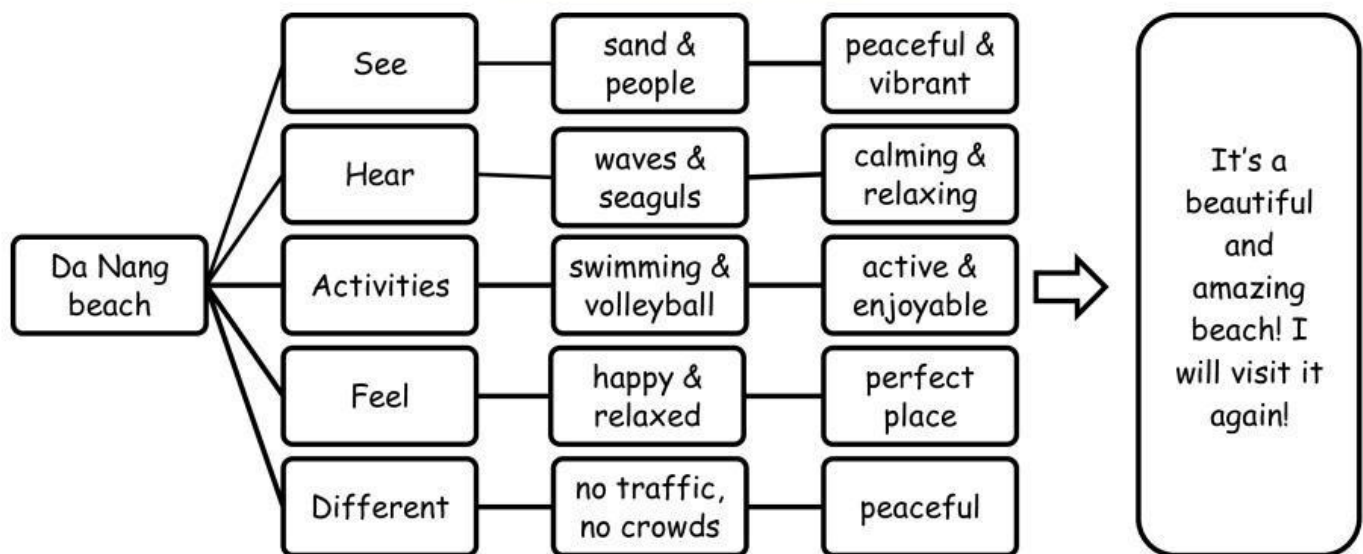 Da Nang
beach
See
sand &
people
peaceful &
vibrant
Hear
waves &
seaguls
calming &
relaxing
Activities
swimming &
volleyball
active &
enjoyable
Feel
happy &
relaxed
perfect
place
Different
no traffic,
no crowds
peaceful
It's a
beautiful
and
amazing
beach! I
will visit it
again!